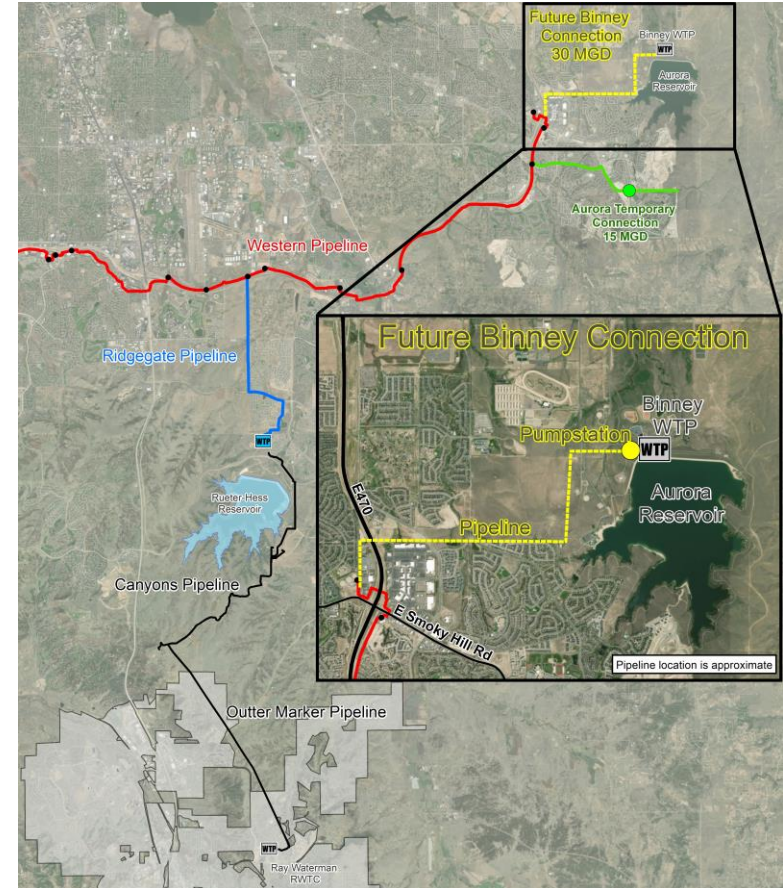 Future Binney
Connection
30 MGD
Binney WTP
WTP
Aurora
Reservoir
Aurora Temporary
Connection
15 MGD
Western Pipeline
Ridgegate Pipeline
WTP
Rueter-Hess
Reservoir
Canyons Pipeline
Outter Marker Pipeline
WTP
Ray Waterman
RWTC
Future Binney Connection
Binney
WTP
Pumpstation
WTP
Aurora
Reservoir
E470
Pipeline
E Smoky Hill Rd
Pipeline location is approximate